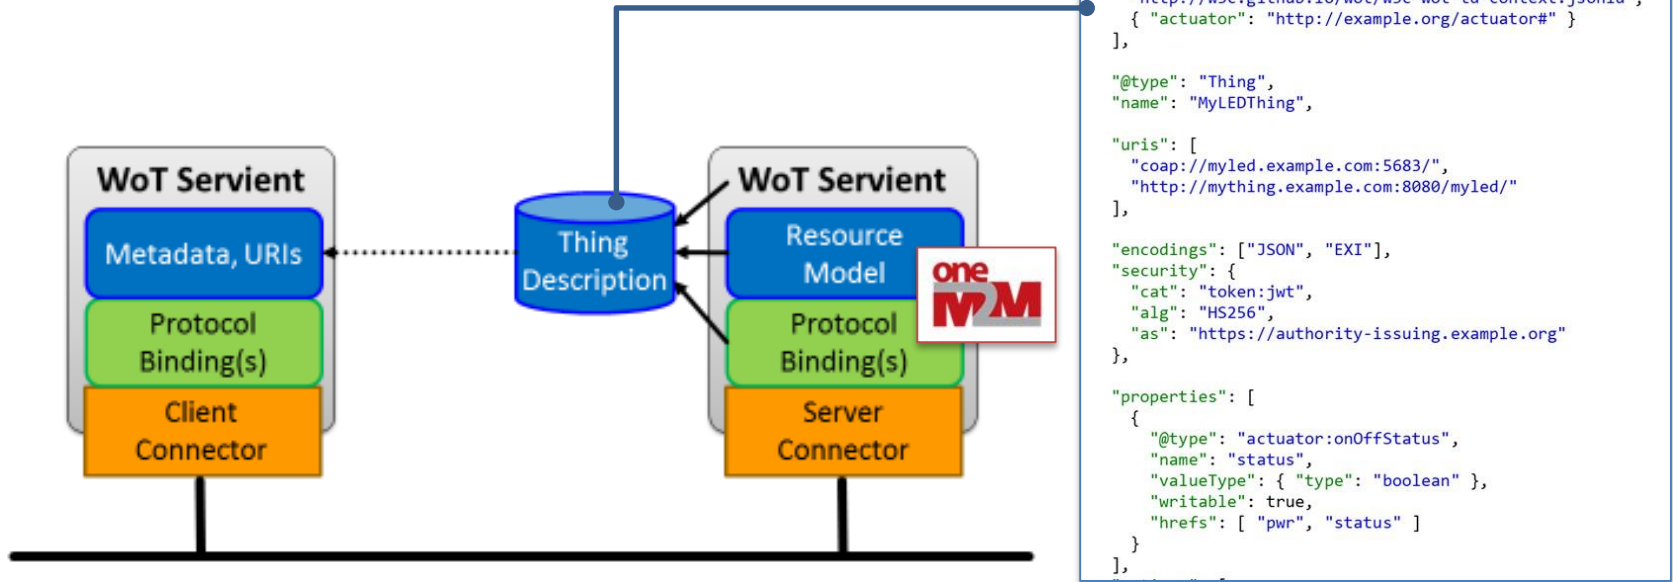 WoT Servient
Metadata, URIs
Protocol
Binding(s)
Client
Connector
Thing
Description
WoT Servient
Resource
Model
one
M2M
Protocol
Binding(s)
Server
Connector
{ "actuator": "http://example.org/actuator#" }
],
"@type": "Thing",
"name": "MyLEDThing",
"uris": [
"coap://myled.example.com:5683/",
"http://mything.example.com:8080/myled/"
],
"encodings": ["JSON", "EXI"],
"security": {
"cat": "token:jwt",
"alg": "HS256",
"as": "https://authority-issuing.example.org"
},
"properties": [
{
"@type": "actuator:onOffStatus",
"name": "status",
"valueType": { "type": "boolean" },
"writable": true,
"hrefs": [ "pwr", "status" ]
}
],